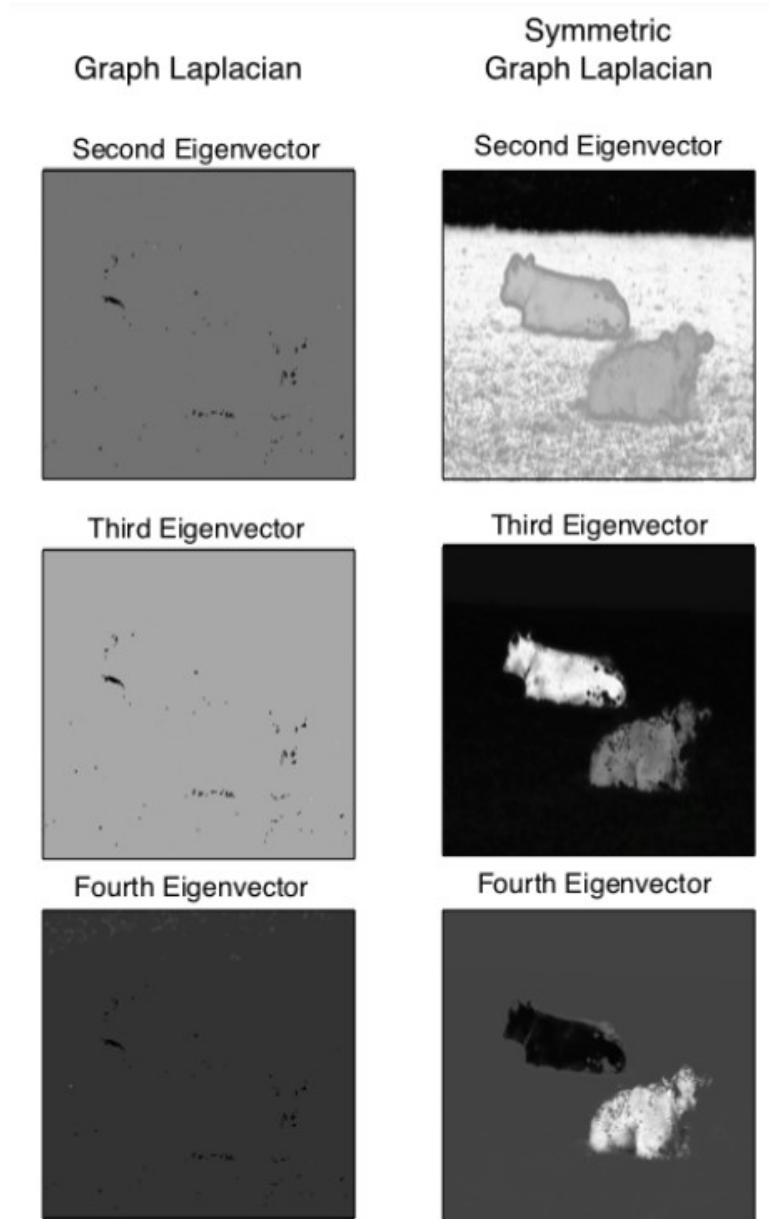 Graph Laplacian
Symmetric
Graph Laplacian
Second Eigenvector
Second Eigenvector
Third Eigenvector
Third Eigenvector
Fourth Eigenvector
Fourth Eigenvector